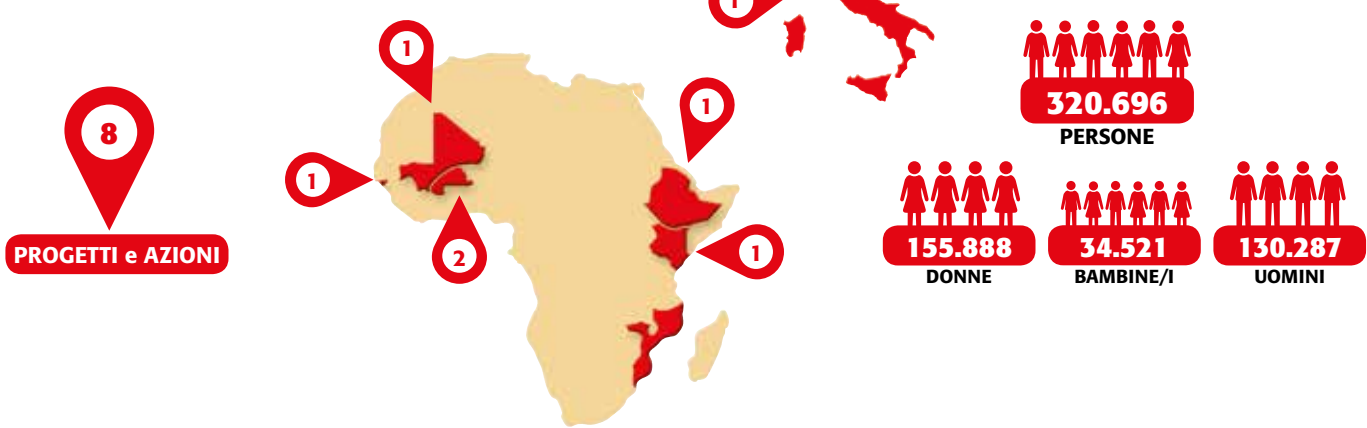 1
1
1
8
1
2
1
PROGETTI e AZIONI
320.696
PERSONE
155.888
DONNE
34.521
BAMBINE/I
130.287
UOMINI